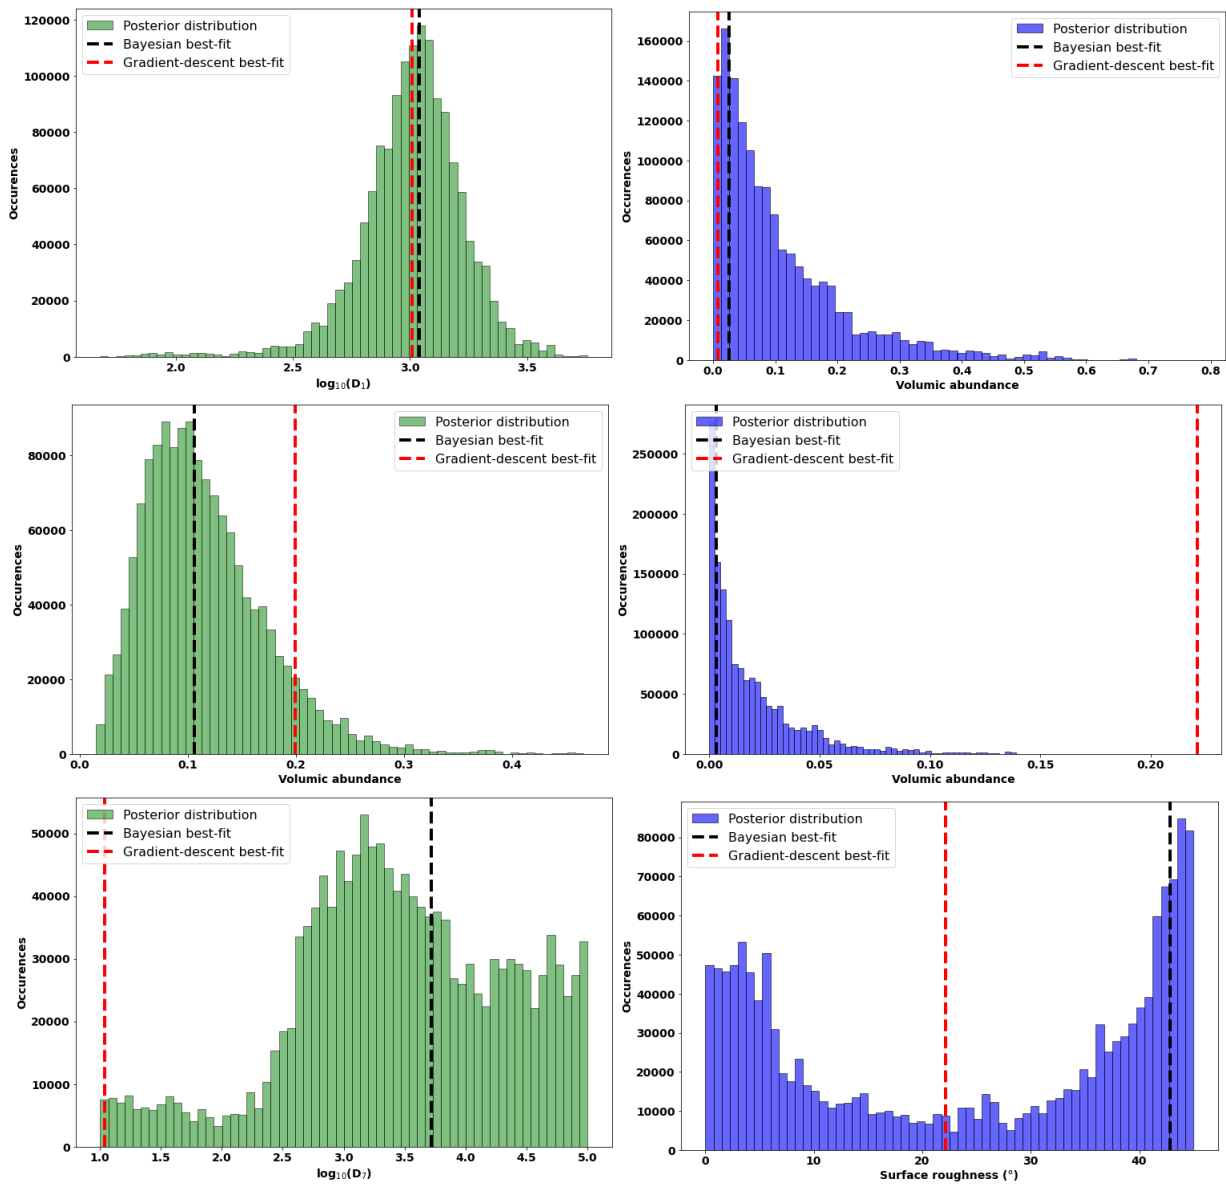 Posterior distribution
Bayesian best-fit
Gradient-descent best-fit
120000
100000
80000
60000
40000
20000
0
Occurences
2.0 2.5 3.0 3.5
log10(D1)
Posterior distribution
Bayesian best-fit
Gradient-descent best-fit
160000
140000
120000
100000
80000
60000
40000
20000
0
Occurences
0.0 0.1 0.2 0.3 0.4 0.5 0.6 0.7 0.8
Volumic abundance
Posterior distribution
Bayesian best-fit
Gradient-descent best-fit
80000
60000
40000
20000
0
Occurences
0.0 0.1 0.2 0.3 0.4
Volumic abundance
Posterior distribution
Bayesian best-fit
Gradient-descent best-fit
250000
200000
150000
100000
50000
0
Occurences
0.00 0.05 0.10 0.15 0.20
Volumic abundance
Posterior distribution
Bayesian best-fit
Gradient-descent best-fit
50000
40000
30000
20000
10000
0
Occurences
1.0 1.5 2.0 2.5 3.0 3.5 4.0 4.5 5.0
log10(D7)
Posterior distribution
Bayesian best-fit
Gradient-descent best-fit
80000
70000
60000
50000
40000
30000
20000
10000
0
Occurences
0 10 20 30 40
Surface roughness (°)